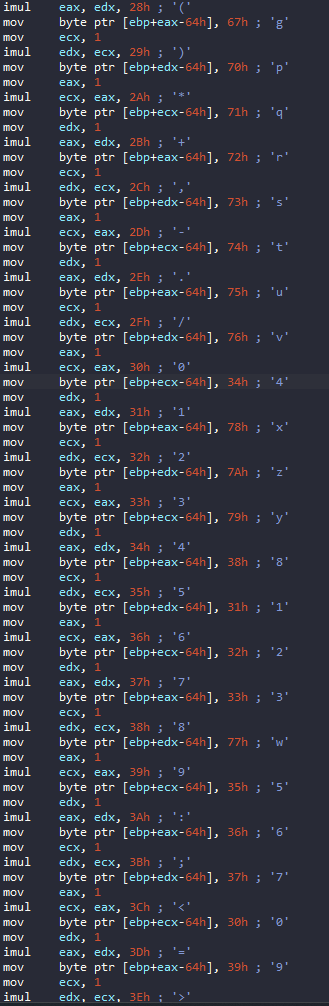 imul eax, edx, 28h ; '('
mov byte ptr [ebp+eax-64h], 67h ; 'g'
mov ecx, 1
imul edx, ecx, 29h ; ')'
mov byte ptr [ebp+edx-64h], 70h ; 'p'
mov eax, 1
imul ecx, eax, 2Ah ; '*'
mov byte ptr [ebp+ecx-64h], 71h ; 'q'
mov edx, 1
imul eax, edx, 2Bh ; '+'
mov byte ptr [ebp+eax-64h], 72h ; 'r'
mov ecx, 1
imul edx, ecx, 2Ch ; ','
mov byte ptr [ebp+edx-64h], 73h ; 's'
mov eax, 1
imul ecx, eax, 2Dh ; '-'
mov byte ptr [ebp+ecx-64h], 74h ; 't'
mov edx, 1
imul eax, edx, 2Eh ; '.'
mov byte ptr [ebp+eax-64h], 75h ; 'u'
mov ecx, 1
imul edx, ecx, 2Fh ; '/'
mov byte ptr [ebp+edx-64h], 76h ; 'v'
mov eax, 1
imul ecx, eax, 30h ; '0'
mov byte ptr [ebp+ecx-64h], 34h ; '4'
mov edx, 1
imul eax, edx, 31h ; '1'
mov byte ptr [ebp+eax-64h], 78h ; 'x'
mov ecx, 1
imul edx, ecx, 32h ; '2'
mov byte ptr [ebp+edx-64h], 7Ah ; 'z'
mov eax, 1
imul ecx, eax, 33h ; '3'
mov byte ptr [ebp+ecx-64h], 79h ; 'y'
mov edx, 1
imul eax, edx, 34h ; '4'
mov byte ptr [ebp+eax-64h], 38h ; '8'
mov ecx, 1
imul edx, ecx, 35h ; '5'
mov byte ptr [ebp+edx-64h], 31h ; '1'
mov eax, 1
imul ecx, eax, 36h ; '6'
mov byte ptr [ebp+ecx-64h], 32h ; '2'
mov edx, 1
imul eax, edx, 37h ; '7'
mov byte ptr [ebp+eax-64h], 33h ; '3'
mov ecx, 1
imul edx, ecx, 38h ; '8'
mov byte ptr [ebp+edx-64h], 77h ; 'w'
mov eax, 1
imul ecx, eax, 39h ; '9'
mov byte ptr [ebp+ecx-64h], 35h ; '5'
mov edx, 1
imul eax, edx, 3Ah ; ':'
mov byte ptr [ebp+eax-64h], 36h ; '6'
mov ecx, 1
imul edx, ecx, 3Bh ; ';'
mov byte ptr [ebp+edx-64h], 37h ; '7'
mov eax, 1
imul ecx, eax, 3Ch ; '<'
mov byte ptr [ebp+ecx-64h], 30h ; '0'
mov edx, 1
imul eax, edx, 3Dh ; '='
mov byte ptr [ebp+eax-64h], 39h ; '9'
mov ecx, 1
imul edx, ecx, 3Eh ; '>'